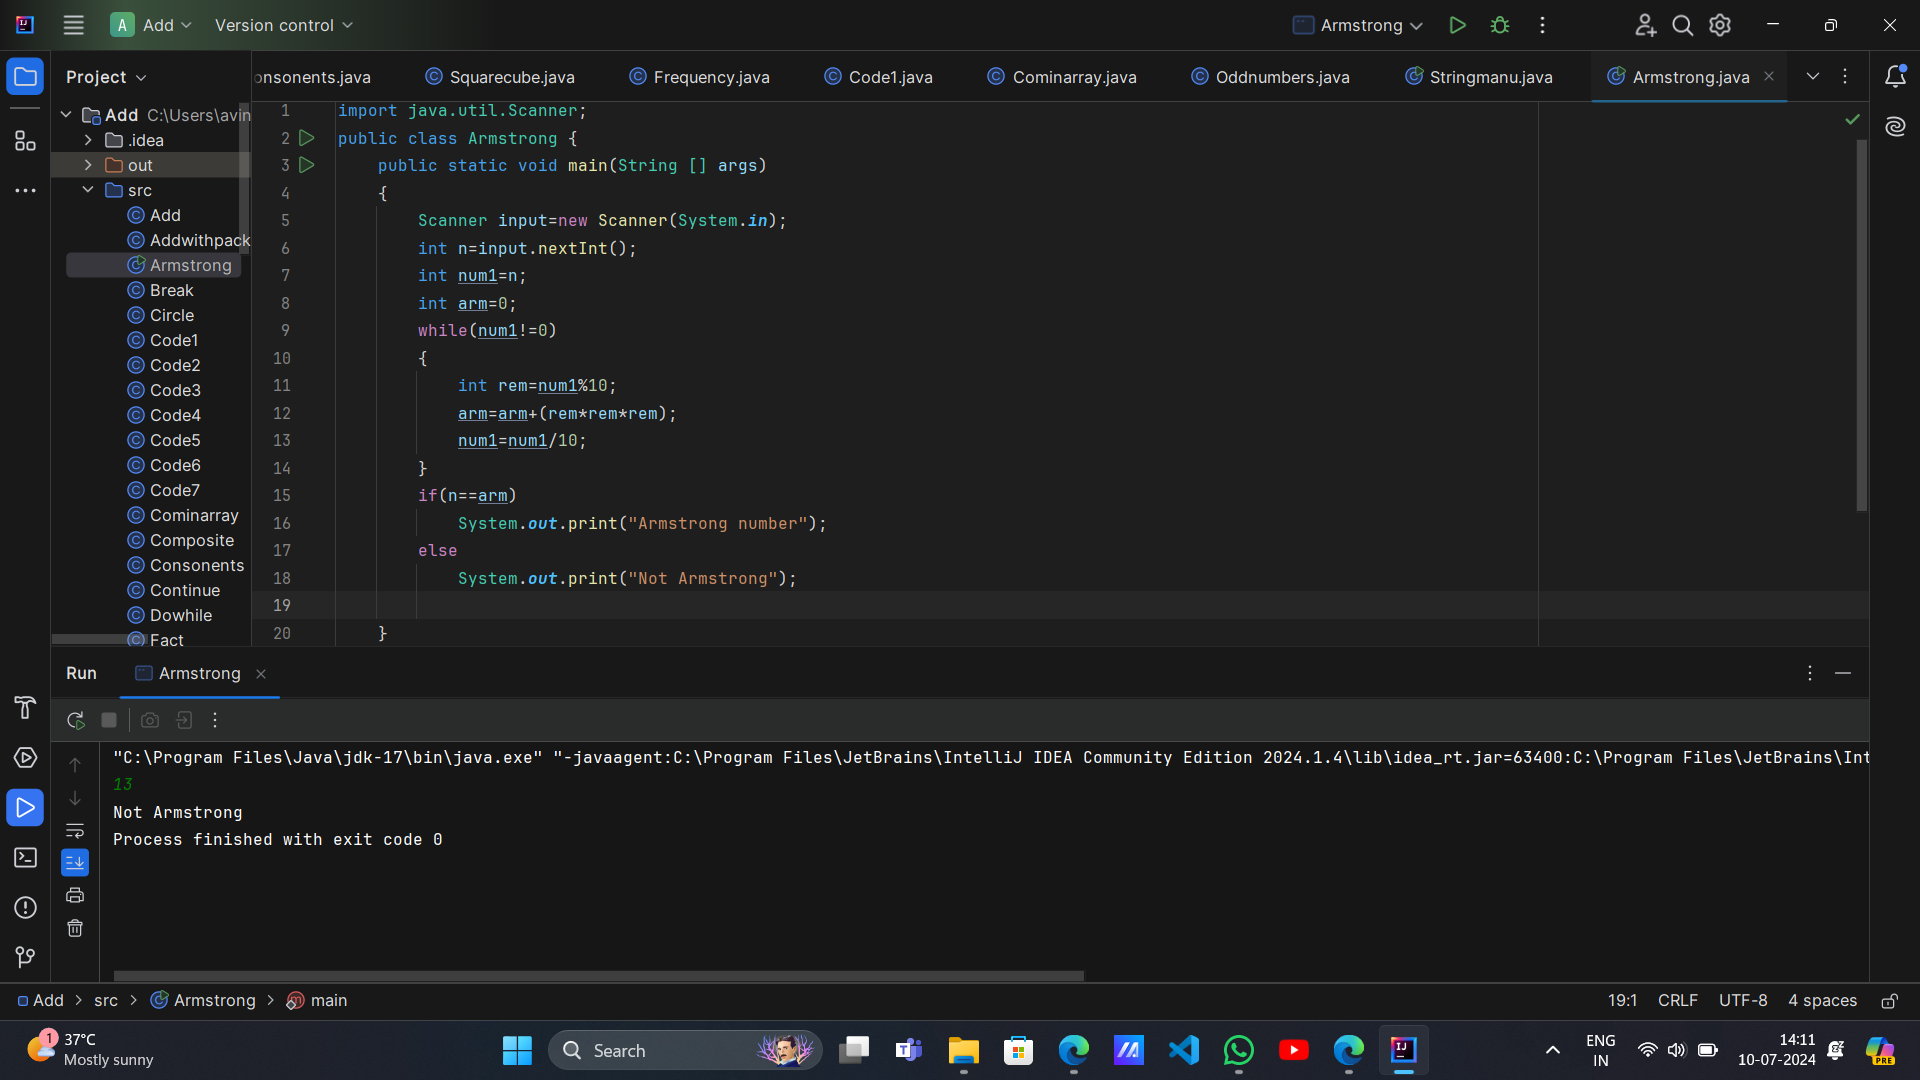 A Add Version control Armstrong
Project
onsonents.java Squarecube.java Frequency.java Code1.java Cominarray.java Oddnumbers.java Stringmanu.java Armstrong.java
Add C:\Users\avin
.idea
out
src
Add
Addwithpack
Armstrong
Break
Circle
Code1
Code2
Code3
Code4
Code5
Code6
Code7
Cominarray
Composite
Consonents
Continue
Dowhile
Fact
1 import java.util.Scanner;
2 public class Armstrong {
3 public static void main(String [] args)
4 {
5 Scanner input=new Scanner(System.in);
6 int n=input.nextInt();
7 int num1=n;
8 int arm=0;
9 while(num1!=0)
10 {
11 int rem=num1%10;
12 arm=arm+(rem*rem*rem);
13 num1=num1/10;
14 }
15 if(n==arm)
16 System.out.print("Armstrong number");
17 else
18 System.out.print("Not Armstrong");
19
20 }
Run Armstrong
"C:\Program Files\Java\jdk-17\bin\java.exe" "-javaagent:C:\Program Files\JetBrains\IntelliJ IDEA Community Edition 2024.1.4\lib\idea_rt.jar=63400:C:\Program Files\JetBrains\Int
13
Not Armstrong
Process finished with exit code 0
Add > src > Armstrong > main 19:1 CRLF UTF-8 4 spaces
1 37°C
Mostly sunny
Search
ENG
IN
14:11
10-07-2024
PRE